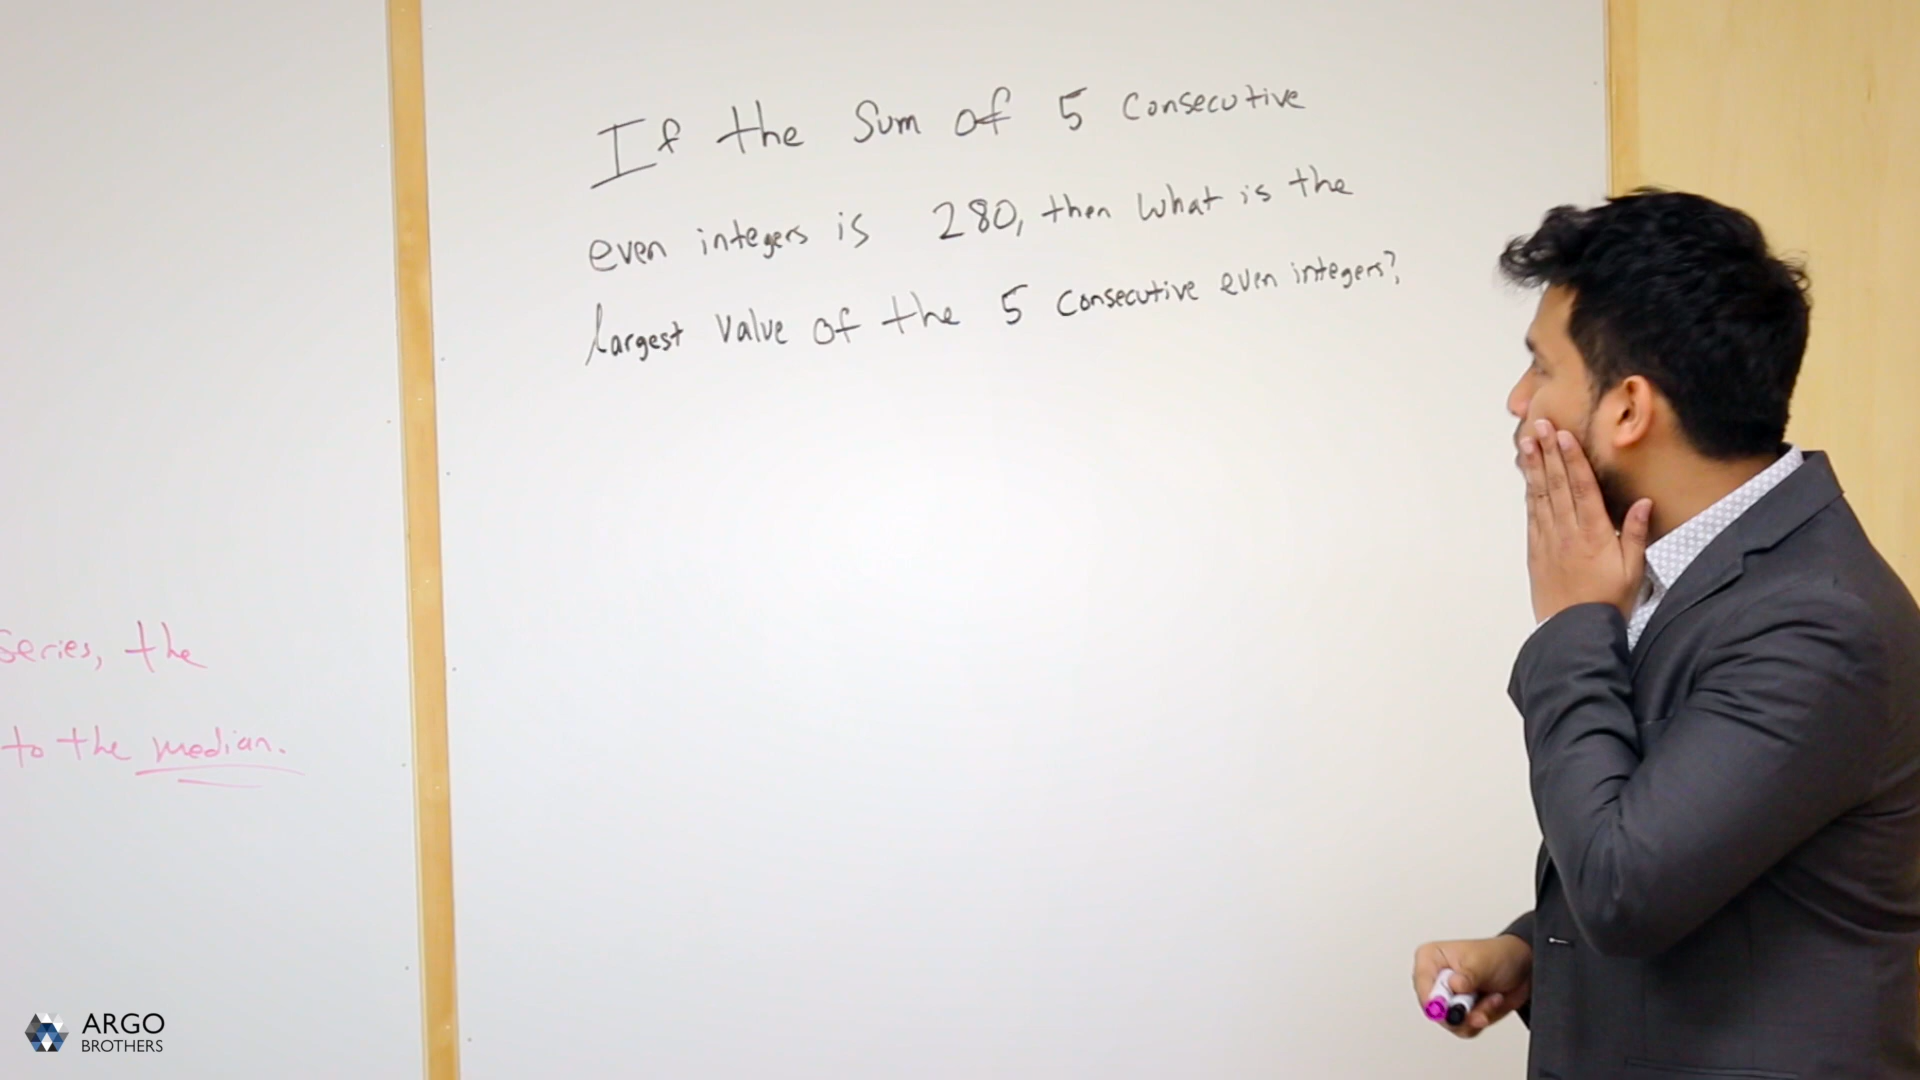 If the Sum of 5 Consecutive
even integers is 280, then what is the
largest value of the 5 consecutive even integers?
Series, the
to the median.
ARGO
BROTHERS